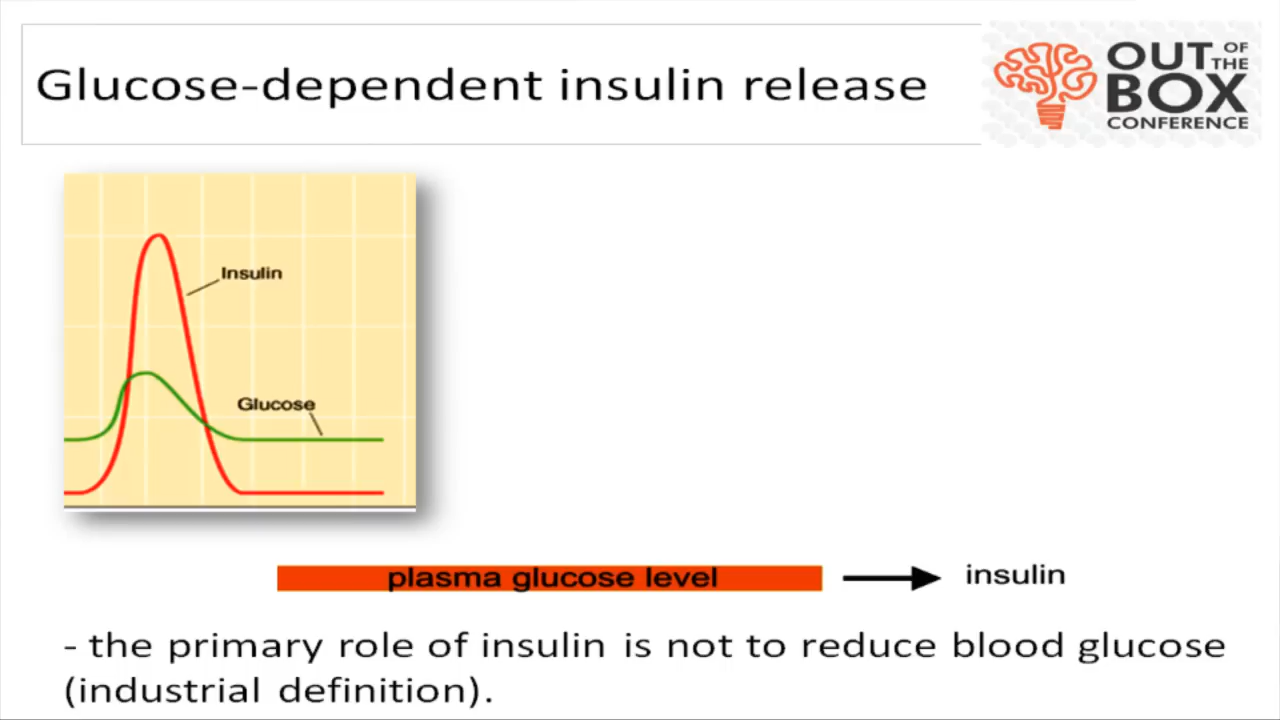 Glucose-dependent insulin release
OUT OF
THE
BOX
CONFERENCE
Insulin
Glucose
plasma glucose level
insulin
- the primary role of insulin is not to reduce blood glucose
(industrial definition).